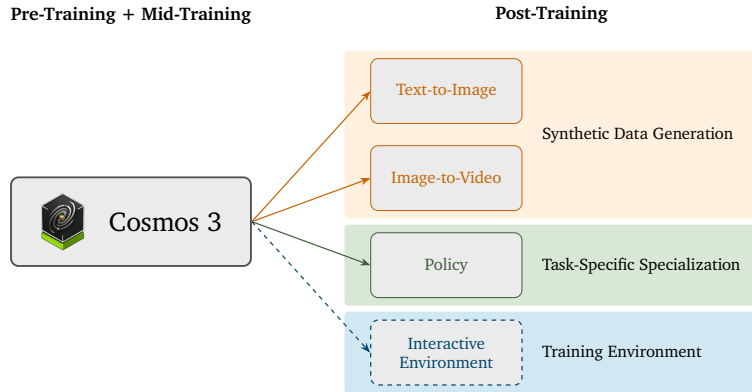 Pre-Training + Mid-Training
Post-Training
Text-to-Image
Synthetic Data Generation
Image-to-Video
Cosmos 3
Policy
Task-Specific Specialization
Interactive
Environment
Training Environment